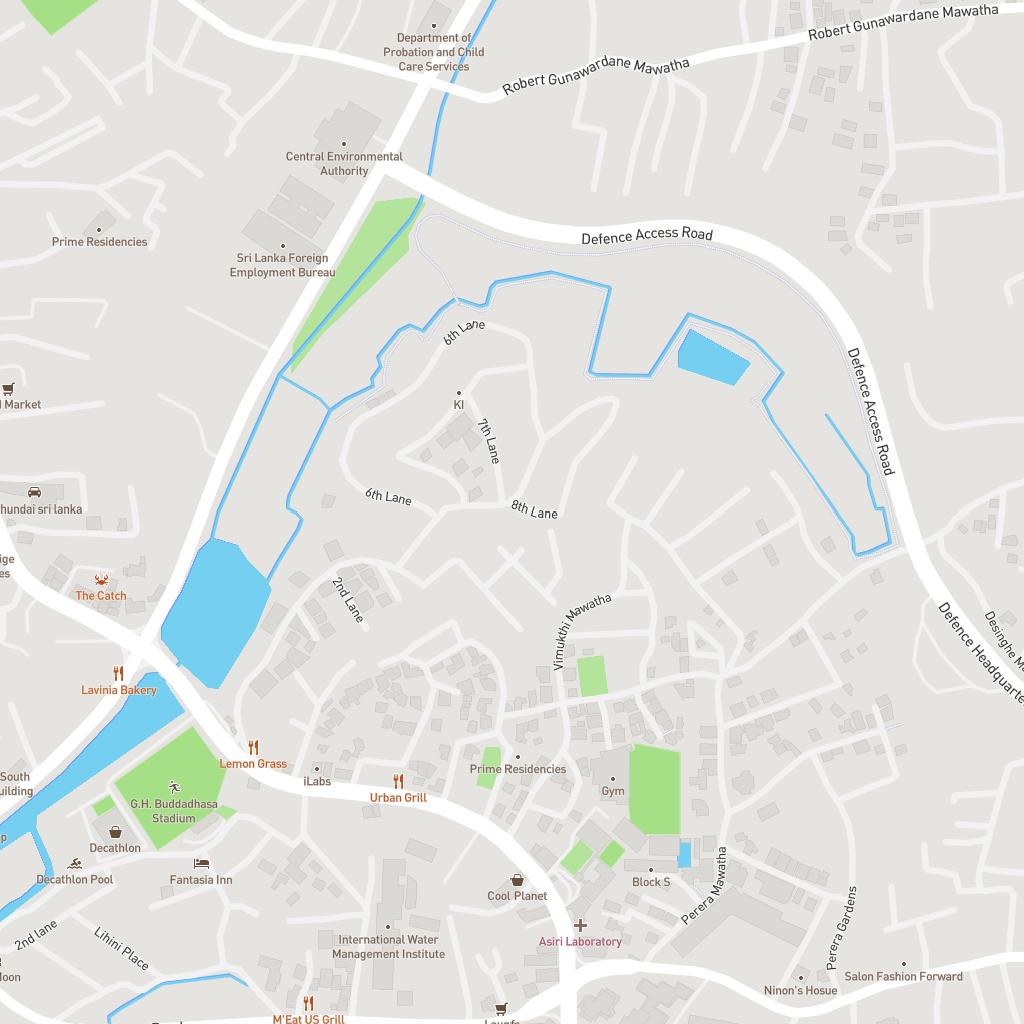 Department of
Probation and Child
Care Services
Robert Gunawardane Mawatha
Robert Gunawardane Mawatha
Central Environmental
Authority
Prime Residencies
Sri Lanka Foreign
Employment Bureau
Defence Access Road
6th Lane
Defence Access Road
Market
KI
7th Lane
6th Lane
8th Lane
hundai sri lanka
The Catch
2nd Lane
Vimukthi Mawatha
Desinghe
Defence Headquarte
Lavinia Bakery
Lemon Grass
iLabs
Urban Grill
Prime Residencies
Gym
South
G.H. Buddadhasa
Stadium
Decathlon
Decathlon Pool
Fantasia Inn
Cool Planet
Block S
Perera Mawatha
Perera Gardens
2nd lane
Lihini Place
International Water
Management Institute
Asiri Laboratory
Salon Fashion Forward
Ninon's Hosue
M'Eat US Grill